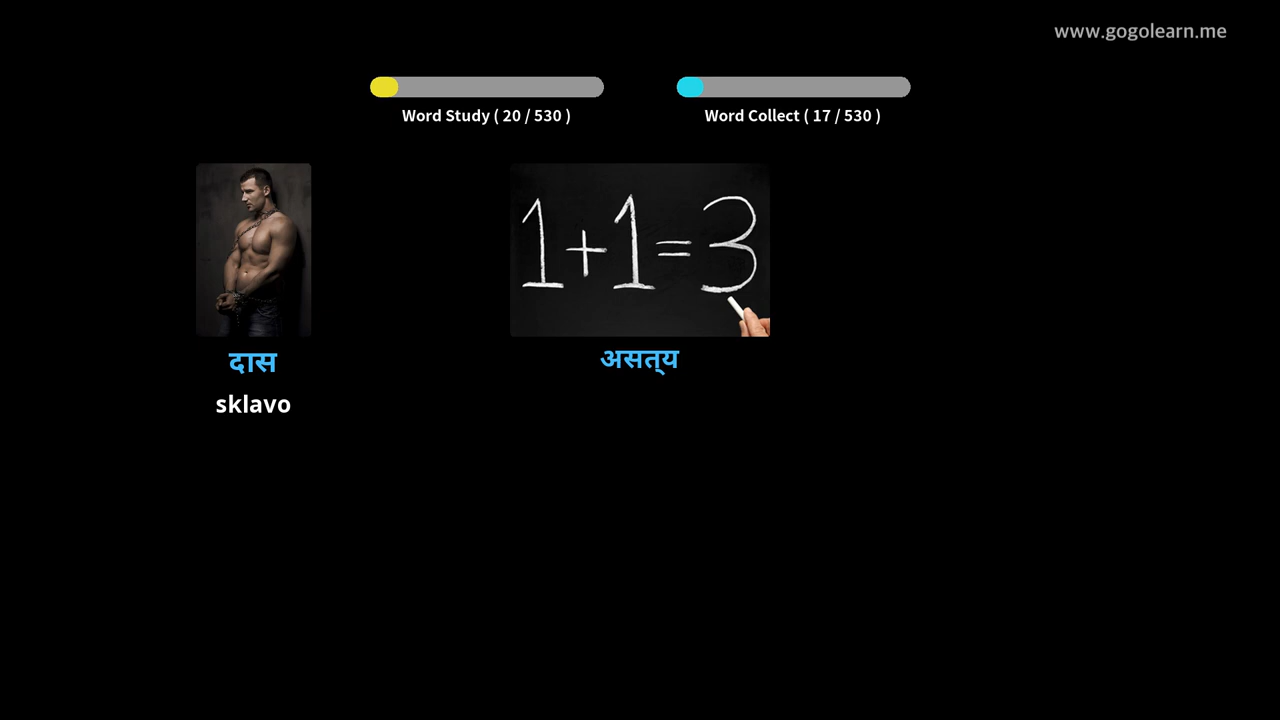 www.gogolearn.me
Word Study ( 20 / 530 )
Word Collect ( 17 / 530 )
1+1=3
दास
असत्य
sklavo